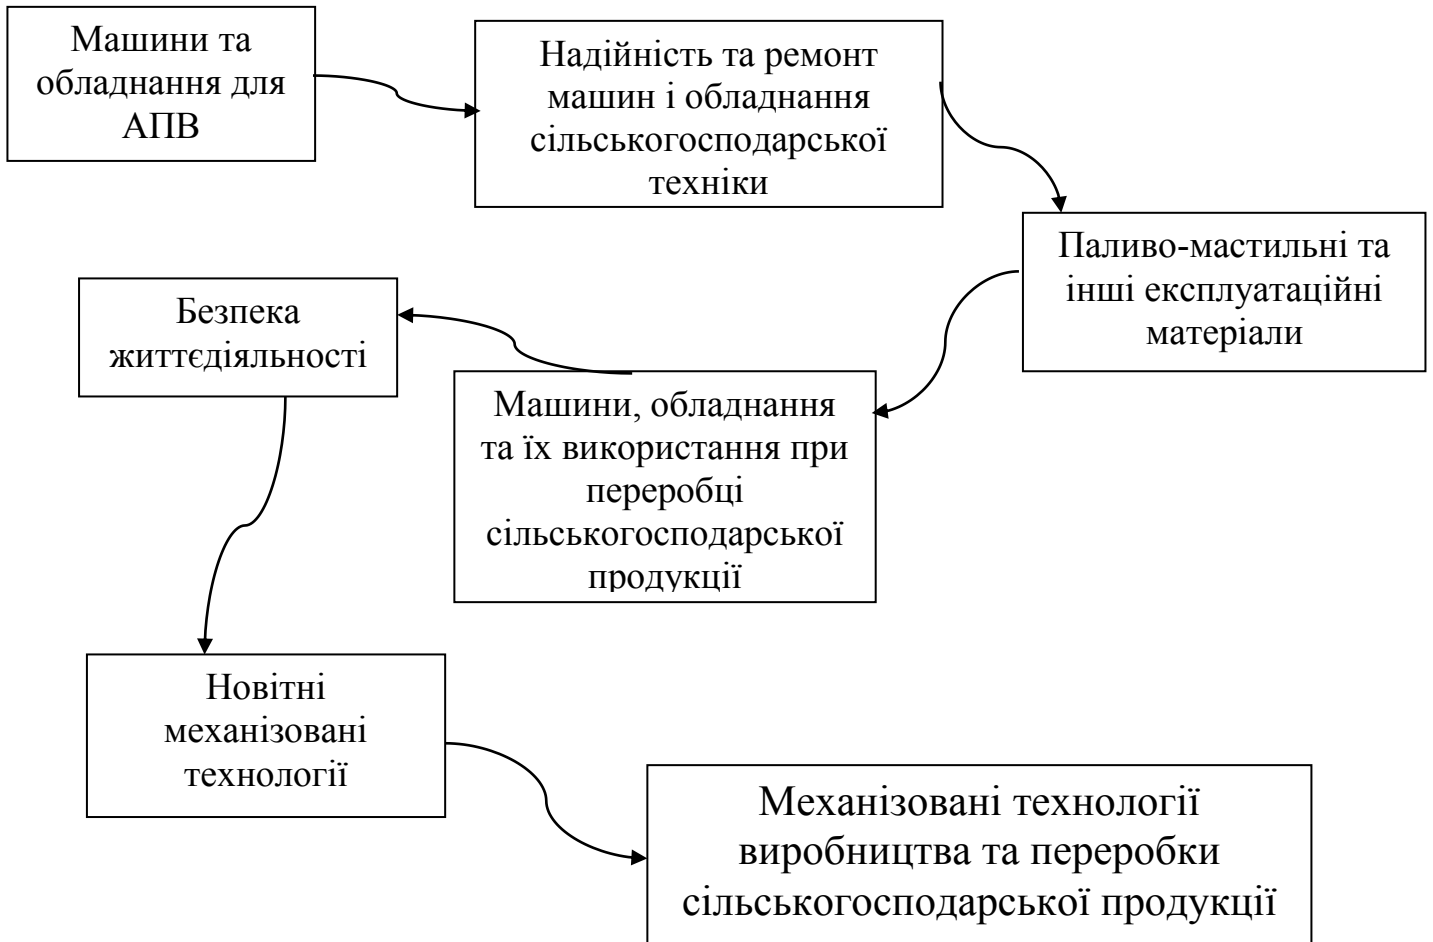 Машини та
обладнання для
АПВ
Надійність та ремонт
машин і обладнання
сільськогосподарської
техніки
Паливо-мастильні та
інші експлуатаційні
матеріали
Безпека
життєдіяльності
Машини, обладнання
та їх використання при
переробці
сільськогосподарської
продукції
Новітні
механізовані
технології
Механізовані технології
виробництва та переробки
сільськогосподарської продукції